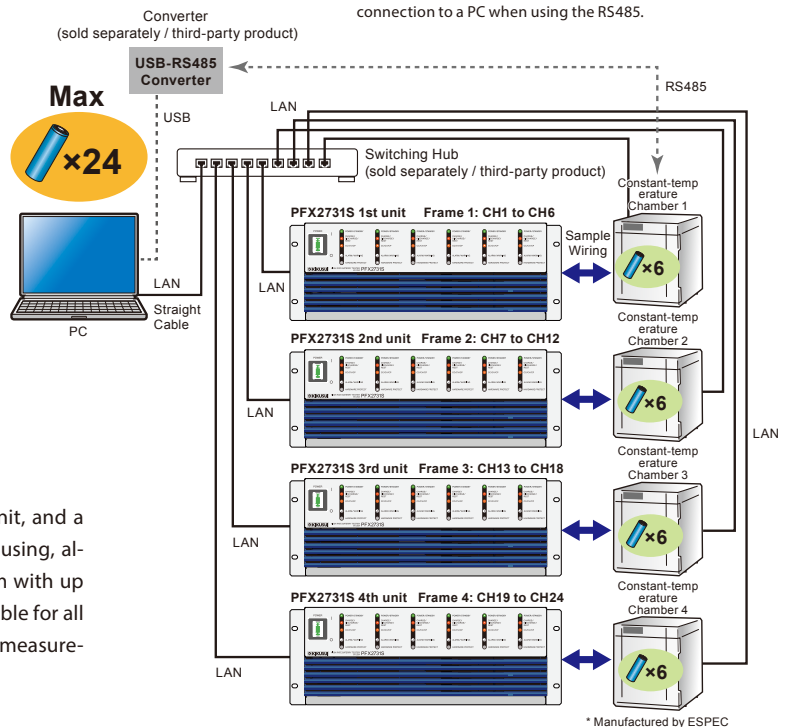 connection to a PC when using the RS485.
Converter
(sold separately / third-party product)
USB-RS485
Converter
RS485
Max
×24
USB
LAN
Switching Hub
(sold separately / third-party product)
Constant-temp
erature
Chamber 1
PFX2731S 1st unit Frame 1: CH1 to CH6
Sample
Wiring
×6
LAN
LAN
Straight
Cable
PC
Constant-temp
erature
Chamber 2
PFX2731S 2nd unit Frame 2: CH7 to CH12
×6
LAN
LAN
Constant-temp
erature
Chamber 3
PFX2731S 3rd unit Frame 3: CH13 to CH18
×6
LAN
nit, and a
using, al-
n with up
ble for all
measure-
Constant-temp
erature
Chamber 4
PFX2731S 4th unit Frame 4: CH19 to CH24
×6
LAN
* Manufactured by ESPEC